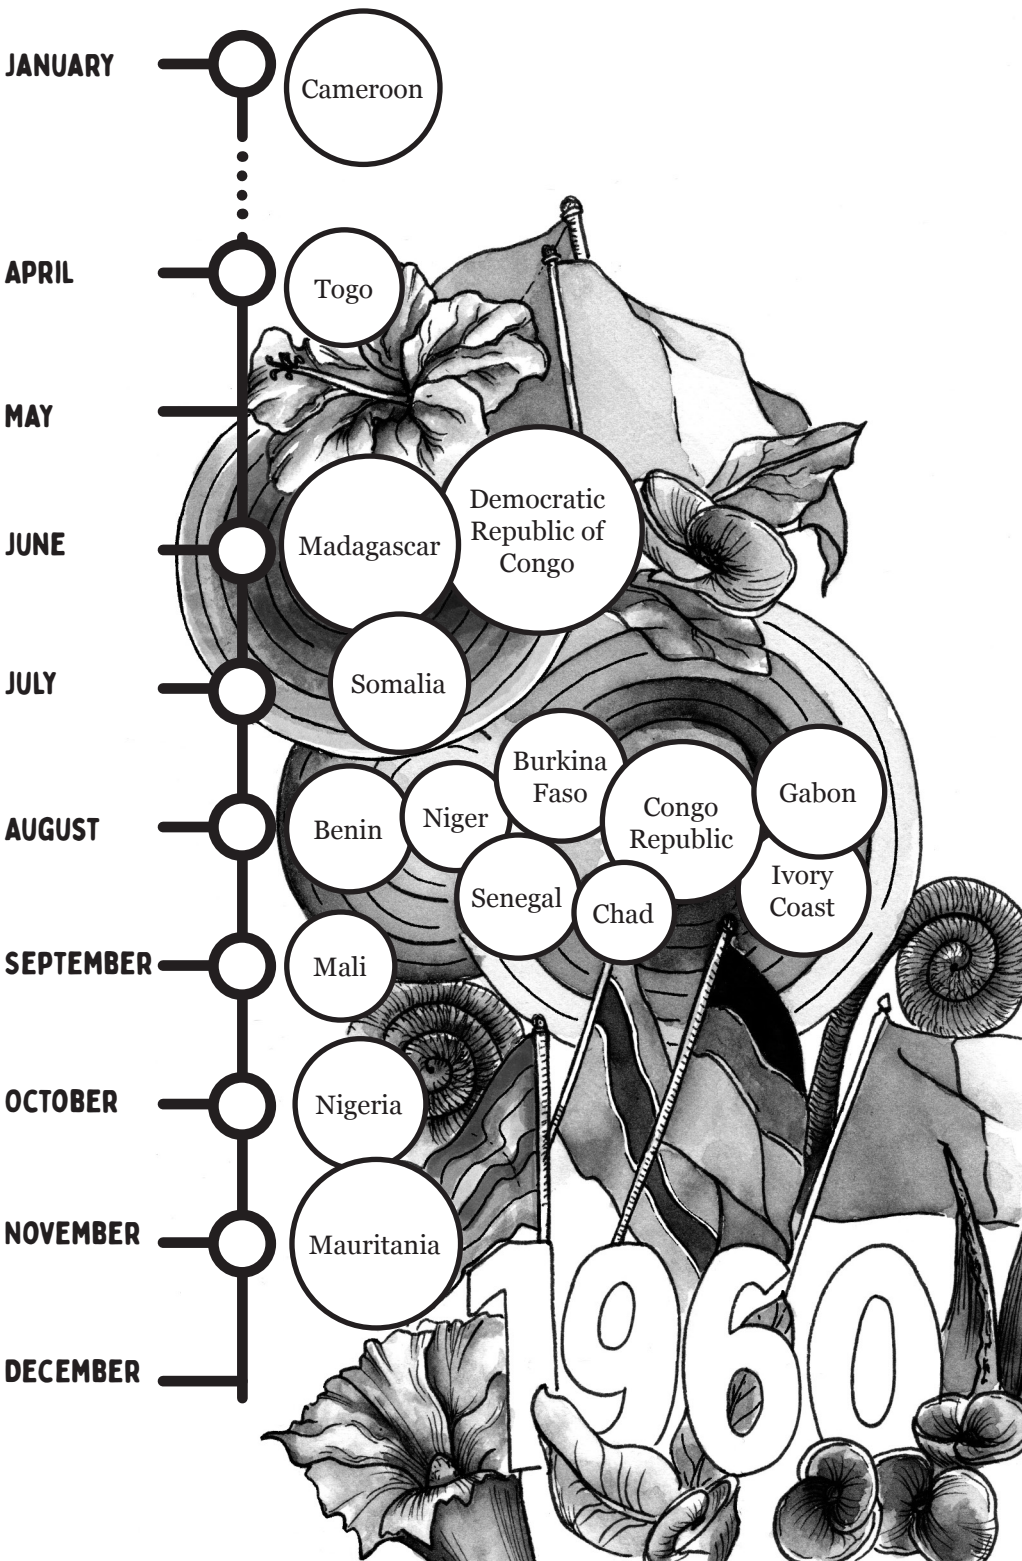 JANUARY
Cameroon
APRIL
Togo
MAY
JUNE
Madagascar
Democratic
Republic of
Congo
JULY
Somalia
AUGUST
Benin
Niger
Burkina
Faso
Congo
Republic
Gabon
Senegal
Chad
Ivory
Coast
SEPTEMBER
Mali
OCTOBER
Nigeria
NOVEMBER
Mauritania
1960
DECEMBER